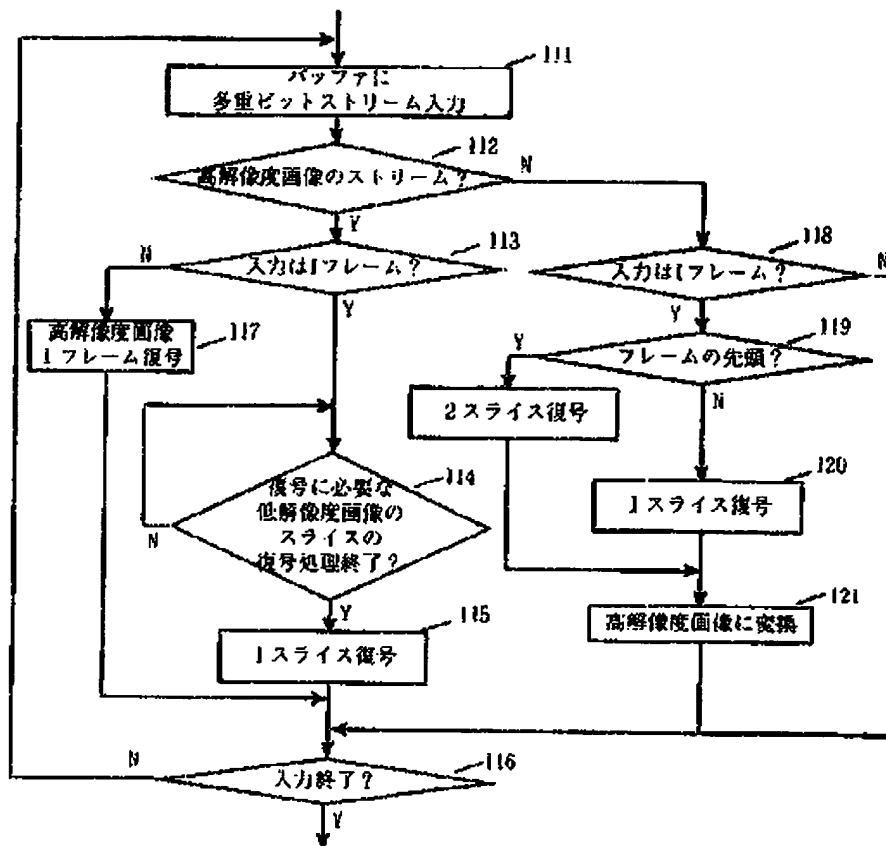 111
バッファに
多重ビットストリーム入力
112
高解像度画像のストリーム？
N
Y
113
入力はIフレーム？
N
Y
118
入力はIフレーム？
N
Y
117
高解像度画像
1フレーム復号
119
フレームの先頭？
Y
N
2スライス復号
114
復号に必要な
低解像度画像の
スライスの
復号処理終了？
N
Y
120
1スライス復号
115
1スライス復号
121
高解像度画像に変換
116
入力終了？
N
Y